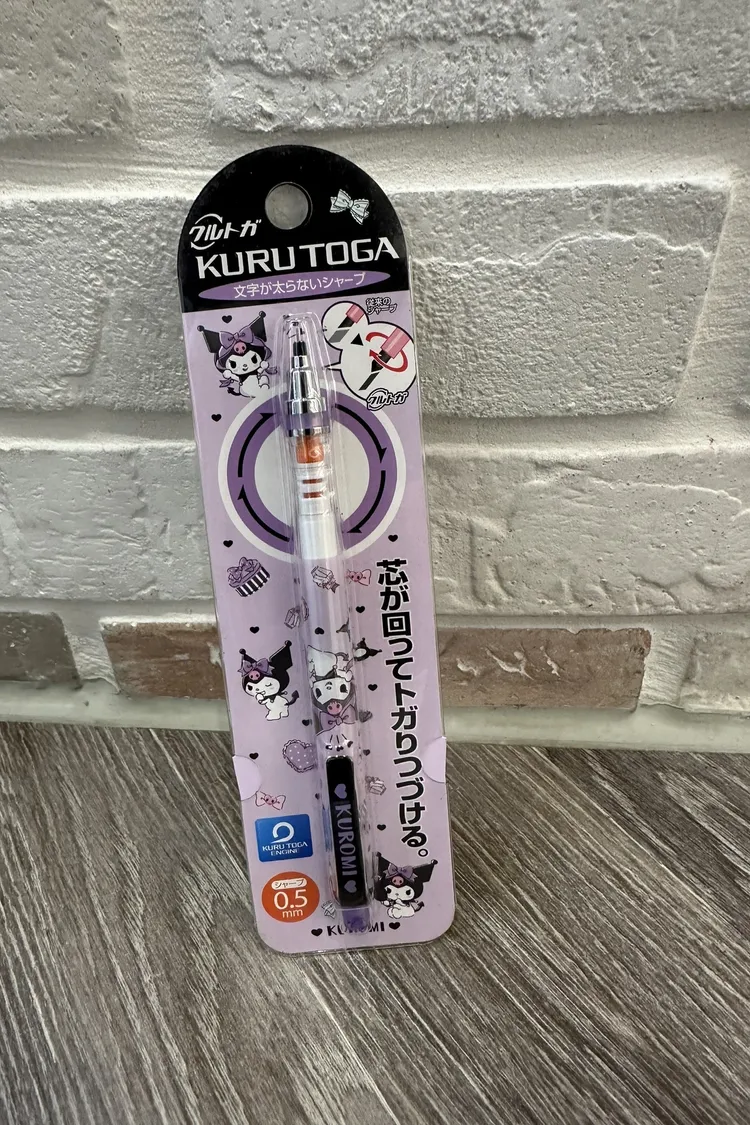 クルトガ
KURU TOGA
文字が太らないシャープ
従来の
シャープ
クルトガ
芯が回ってトガりつづける。
KUROMI
KURU TOGA
ENGINE
シャープ
0.5
mm
KUROMI